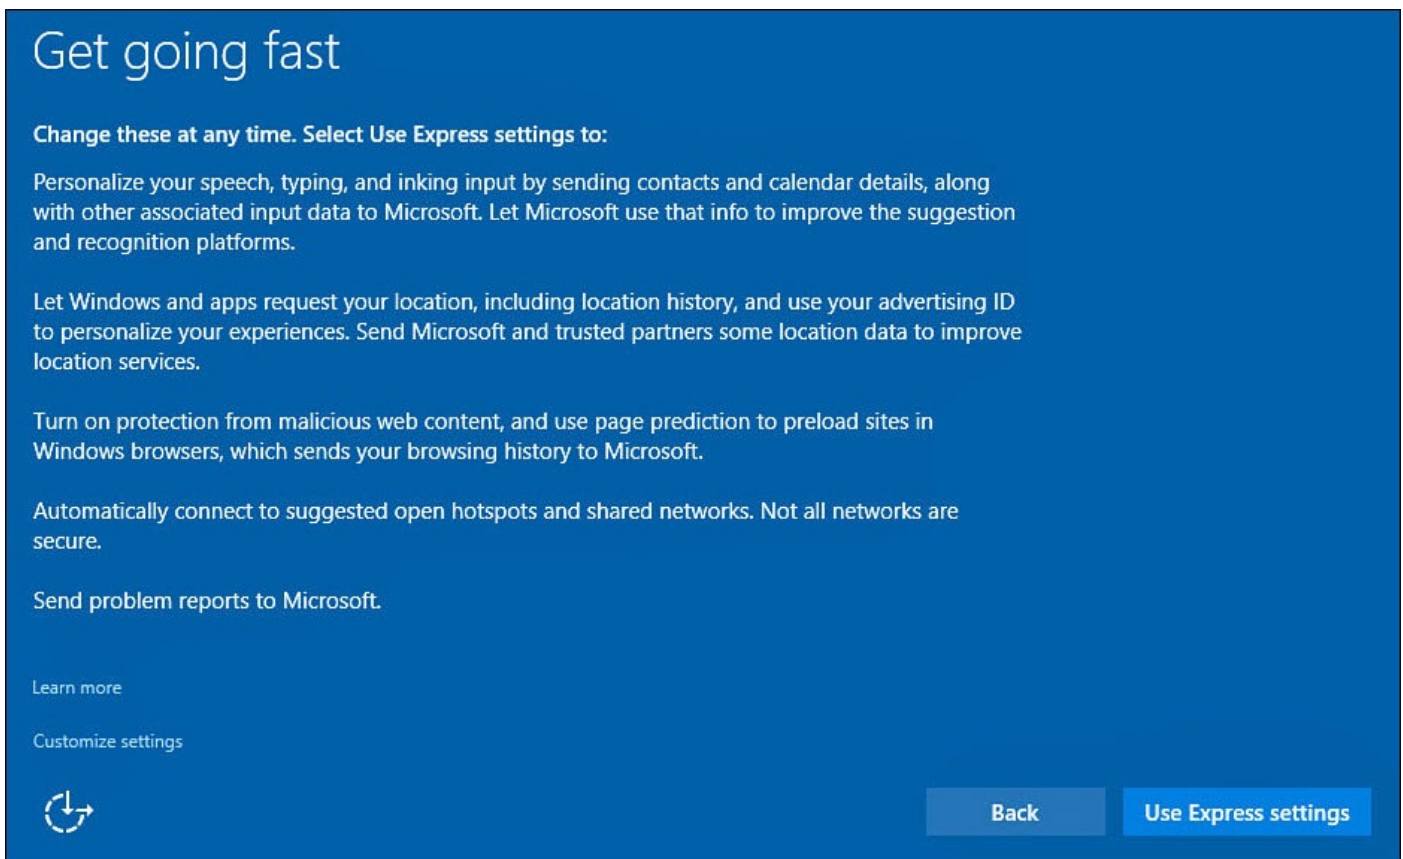 Get going fast
Change these at any time. Select Use Express settings to:
Personalize your speech, typing, and inking input by sending contacts and calendar details, along
with other associated input data to Microsoft. Let Microsoft use that info to improve the suggestion
and recognition platforms.
Let Windows and apps request your location, including location history, and use your advertising ID
to personalize your experiences. Send Microsoft and trusted partners some location data to improve
location services.
Turn on protection from malicious web content, and use page prediction to preload sites in
Windows browsers, which sends your browsing history to Microsoft.
Automatically connect to suggested open hotspots and shared networks. Not all networks are
secure.
Send problem reports to Microsoft.
Learn more
Customize settings
Back
Use Express settings